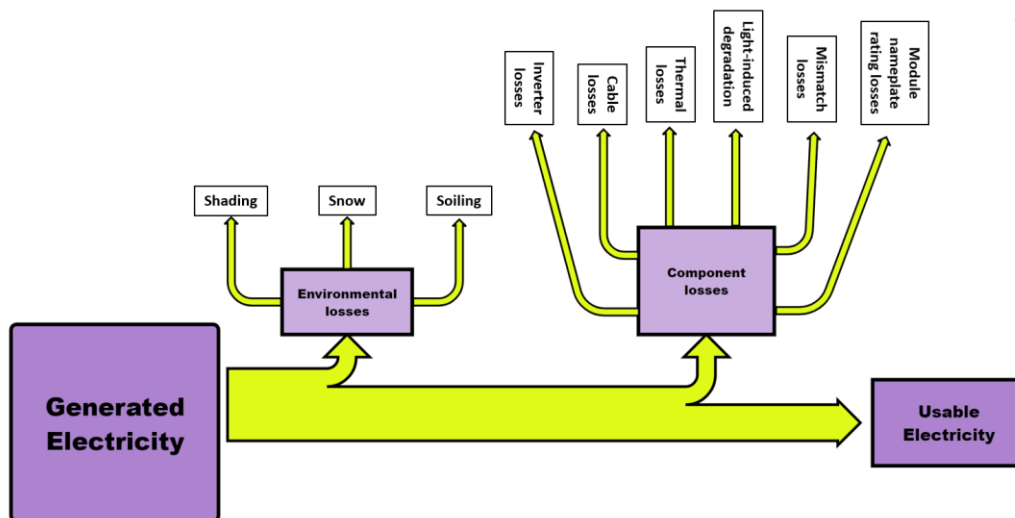 Inverter
losses
Cable
losses
Thermal
losses
Light-induced
degradation
Mismatch
losses
Module
nameplate
rating losses
Shading
Snow
Soiling
Environmental
losses
Component
losses
Generated
Electricity
Usable
Electricity